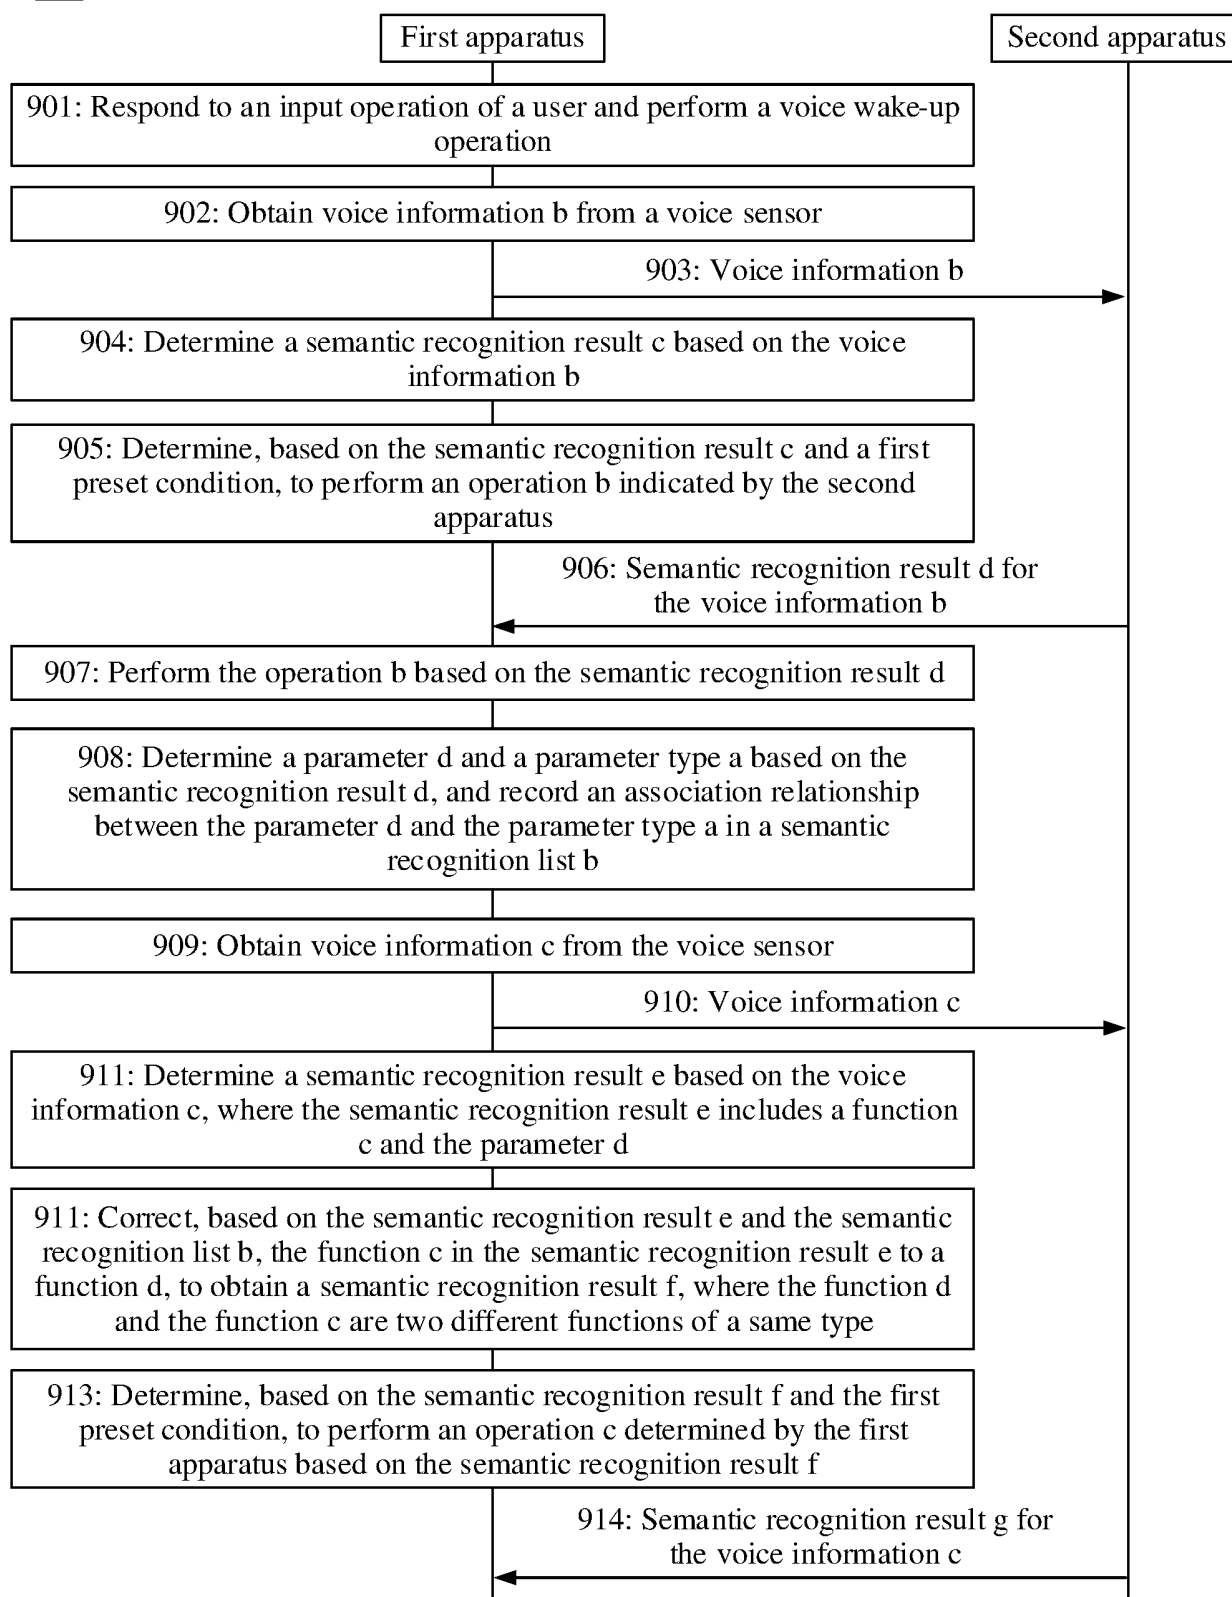 First apparatus
Second apparatus
901: Respond to an input operation of a user and perform a voice wake-up
operation
902: Obtain voice information b from a voice sensor
903: Voice information b
904: Determine a semantic recognition result c based on the voice
information b
905: Determine, based on the semantic recognition result c and a first
preset condition, to perform an operation b indicated by the second
apparatus
906: Semantic recognition result d for
the voice information b
907: Perform the operation b based on the semantic recognition result d
908: Determine a parameter d and a parameter type a based on the
semantic recognition result d, and record an association relationship
between the parameter d and the parameter type a in a semantic
recognition list b
909: Obtain voice information c from the voice sensor
910: Voice information c
911: Determine a semantic recognition result e based on the voice
information c, where the semantic recognition result e includes a function
c and the parameter d
911: Correct, based on the semantic recognition result e and the semantic
recognition list b, the function c in the semantic recognition result e to a
function d, to obtain a semantic recognition result f, where the function d
and the function c are two different functions of a same type
913: Determine, based on the semantic recognition result f and the first
preset condition, to perform an operation c determined by the first
apparatus based on the semantic recognition result f
914: Semantic recognition result g for
the voice information c